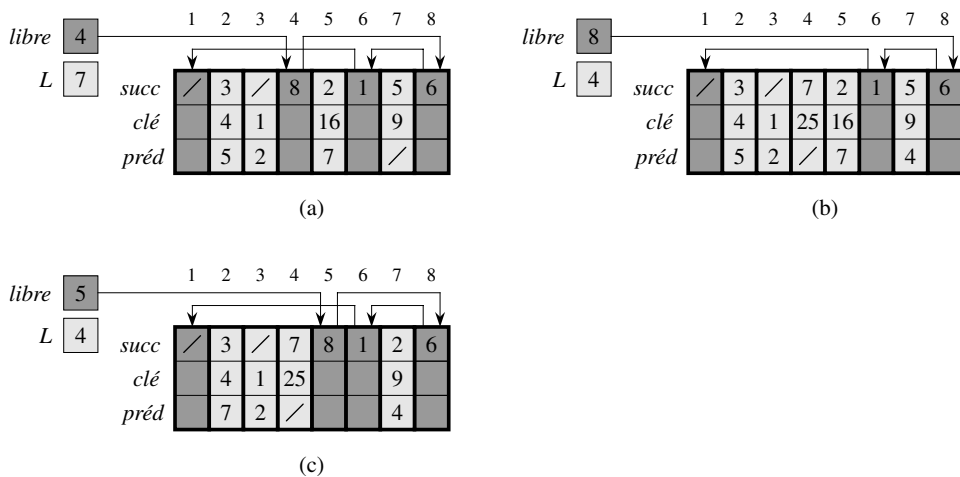 1 2 3 4 5 6 7 8
libre 4
L 7
succ / 3 / 8 2 1 5 6
clé 4 1 16 9
préd 5 2 7 /
(a)
1 2 3 4 5 6 7 8
libre 8
L 4
succ / 3 / 7 2 1 5 6
clé 4 1 25 16 9
préd 5 2 / 7 4
(b)
1 2 3 4 5 6 7 8
libre 5
L 4
succ / 3 / 7 8 1 2 6
clé 4 1 25 9
préd 7 2 / 4
(c)